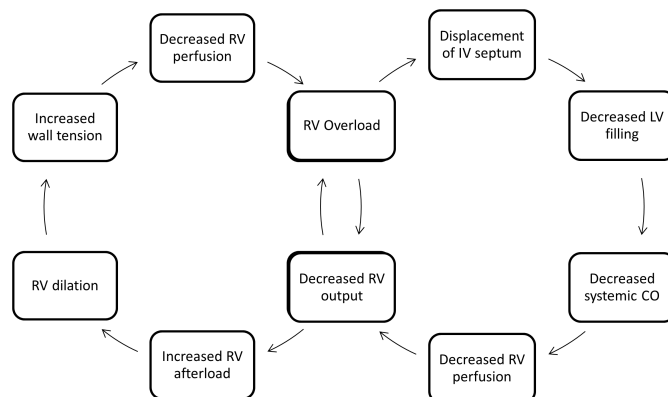 Decreased RV
perfusion
Displacement
of IV septum
Increased
wall tension
RV Overload
Decreased LV
filling
RV dilation
Decreased RV
output
Decreased
systemic CO
Increased RV
afterload
Decreased RV
perfusion